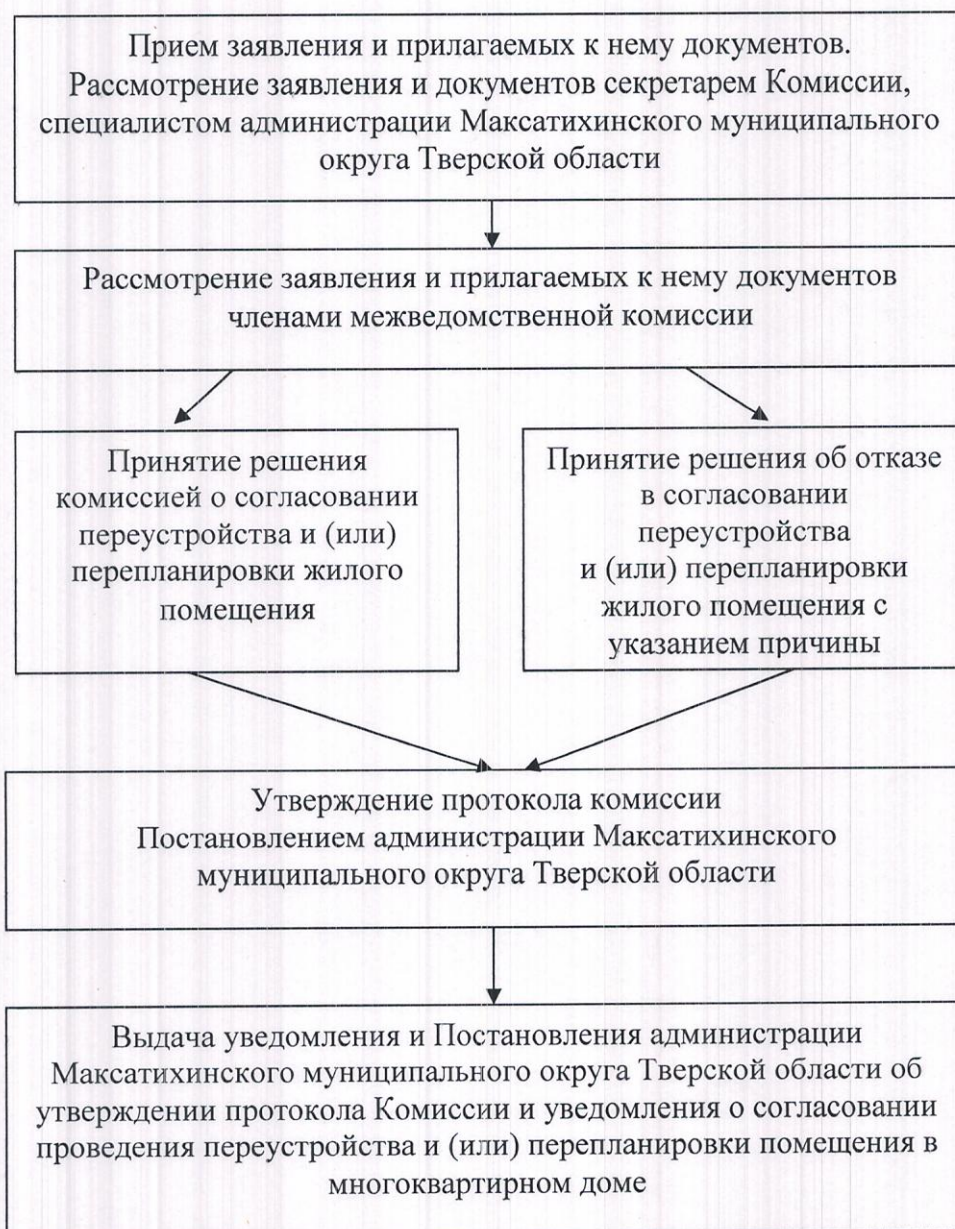 Прием заявления и прилагаемых к нему документов.
Рассмотрение заявления и документов секретарем Комиссии,
специалистом администрации Максатихинского муниципального
округа Тверской области
Рассмотрение заявления и прилагаемых к нему документов
членами межведомственной комиссии
Принятие решения
комиссией о согласовании
переустройства и (или)
перепланировки жилого
помещения
Принятие решения об отказе
в согласовании
переустройства
и (или) перепланировки
жилого помещения с
указанием причины
Утверждение протокола комиссии
Постановлением администрации Максатихинского
муниципального округа Тверской области
Выдача уведомления и Постановления администрации
Максатихинского муниципального округа Тверской области об
утверждении протокола Комиссии и уведомления о согласовании
проведения переустройства и (или) перепланировки помещения в
многоквартирном доме